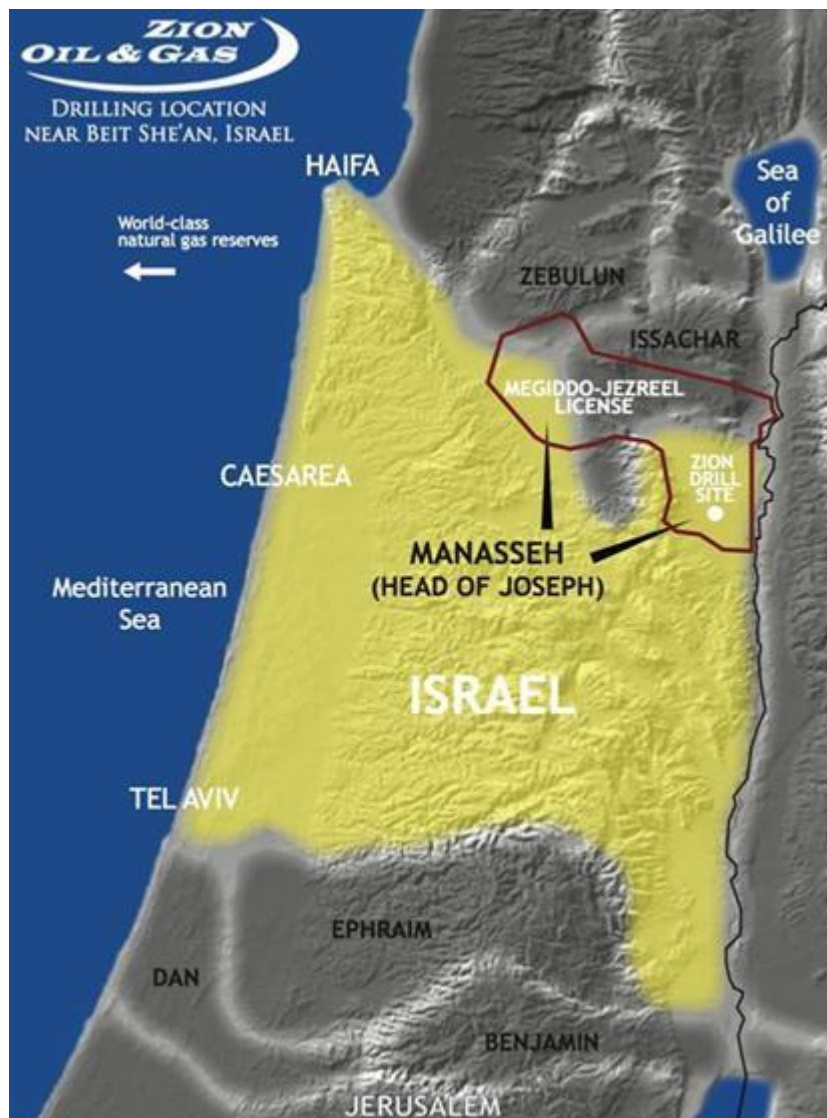 ZION
OIL & GAS
DRILLING LOCATION
NEAR BEIT SHE'AN, ISRAEL
HAIFA
Sea
of
Galilee
World-class
natural gas reserves
ZEBULUN
ISSACHAR
MEGIDDO-JEZREEL
LICENSE
CAESAREA
ZION
DRILL
SITE
MANASSEH
(HEAD OF JOSEPH)
Mediterranean
Sea
ISRAEL
TEL AVIV
EPHRAIM
DAN
BENJAMIN
JERUSALEM